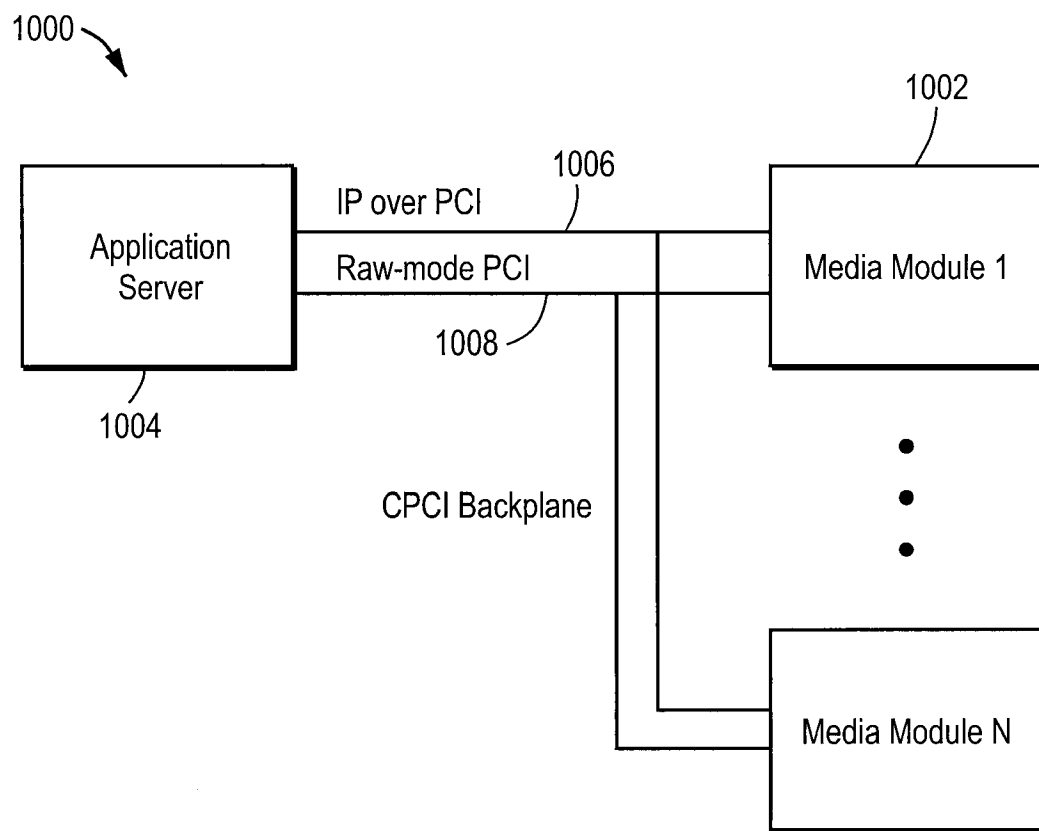 1000
1002
1006
IP over PCI
Application
Server
Raw-mode PCI
Media Module 1
1008
1004
CPCI Backplane
Media Module N